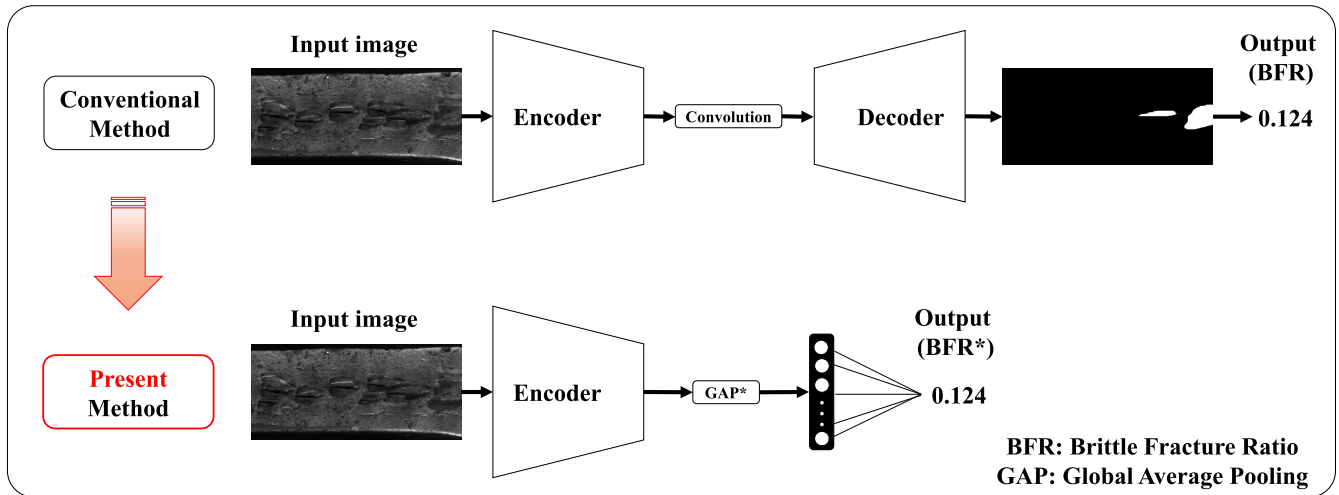 Input image
Output
(BFR)
Conventional
Method
Encoder
Convolution
Decoder
0.124
Input image
Output
(BFR*)
Present
Method
Encoder
GAP*
0.124
BFR: Brittle Fracture Ratio
GAP: Global Average Pooling